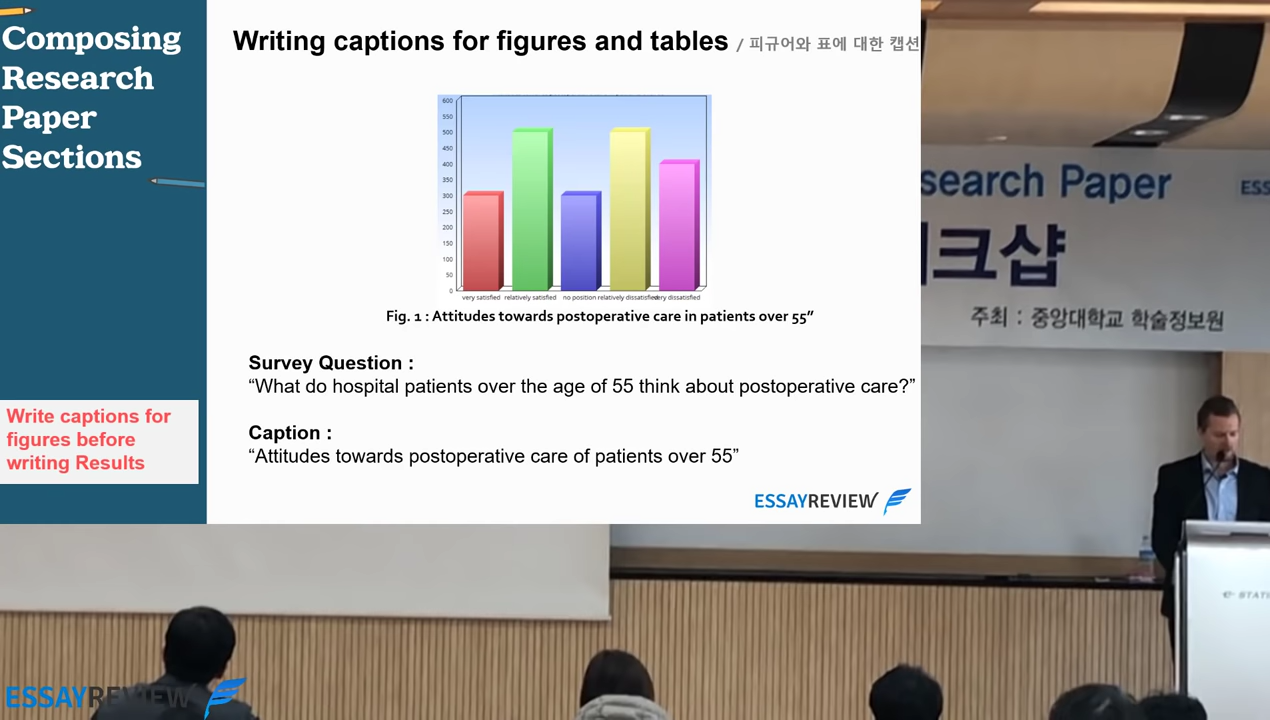 Composing
Research
Paper
Sections
Write captions for
figures before
writing Results
Writing captions for figures and tables / 피규어와 표에 대한 캡션
600
550
500
450
400
350
300
250
200
150
100
50
0
very satisfied relatively satisfied no position relatively dissatisfied very dissatisfied
Fig. 1 : Attitudes towards postoperative care in patients over 55”
Survey Question :
“What do hospital patients over the age of 55 think about postoperative care?”
Caption :
“Attitudes towards postoperative care of patients over 55”
ESSAYREVIEW
search Paper
ESS
크샵
주최 : 중앙대학교 학술정보원
e-STATI
ESSAYREVIEW